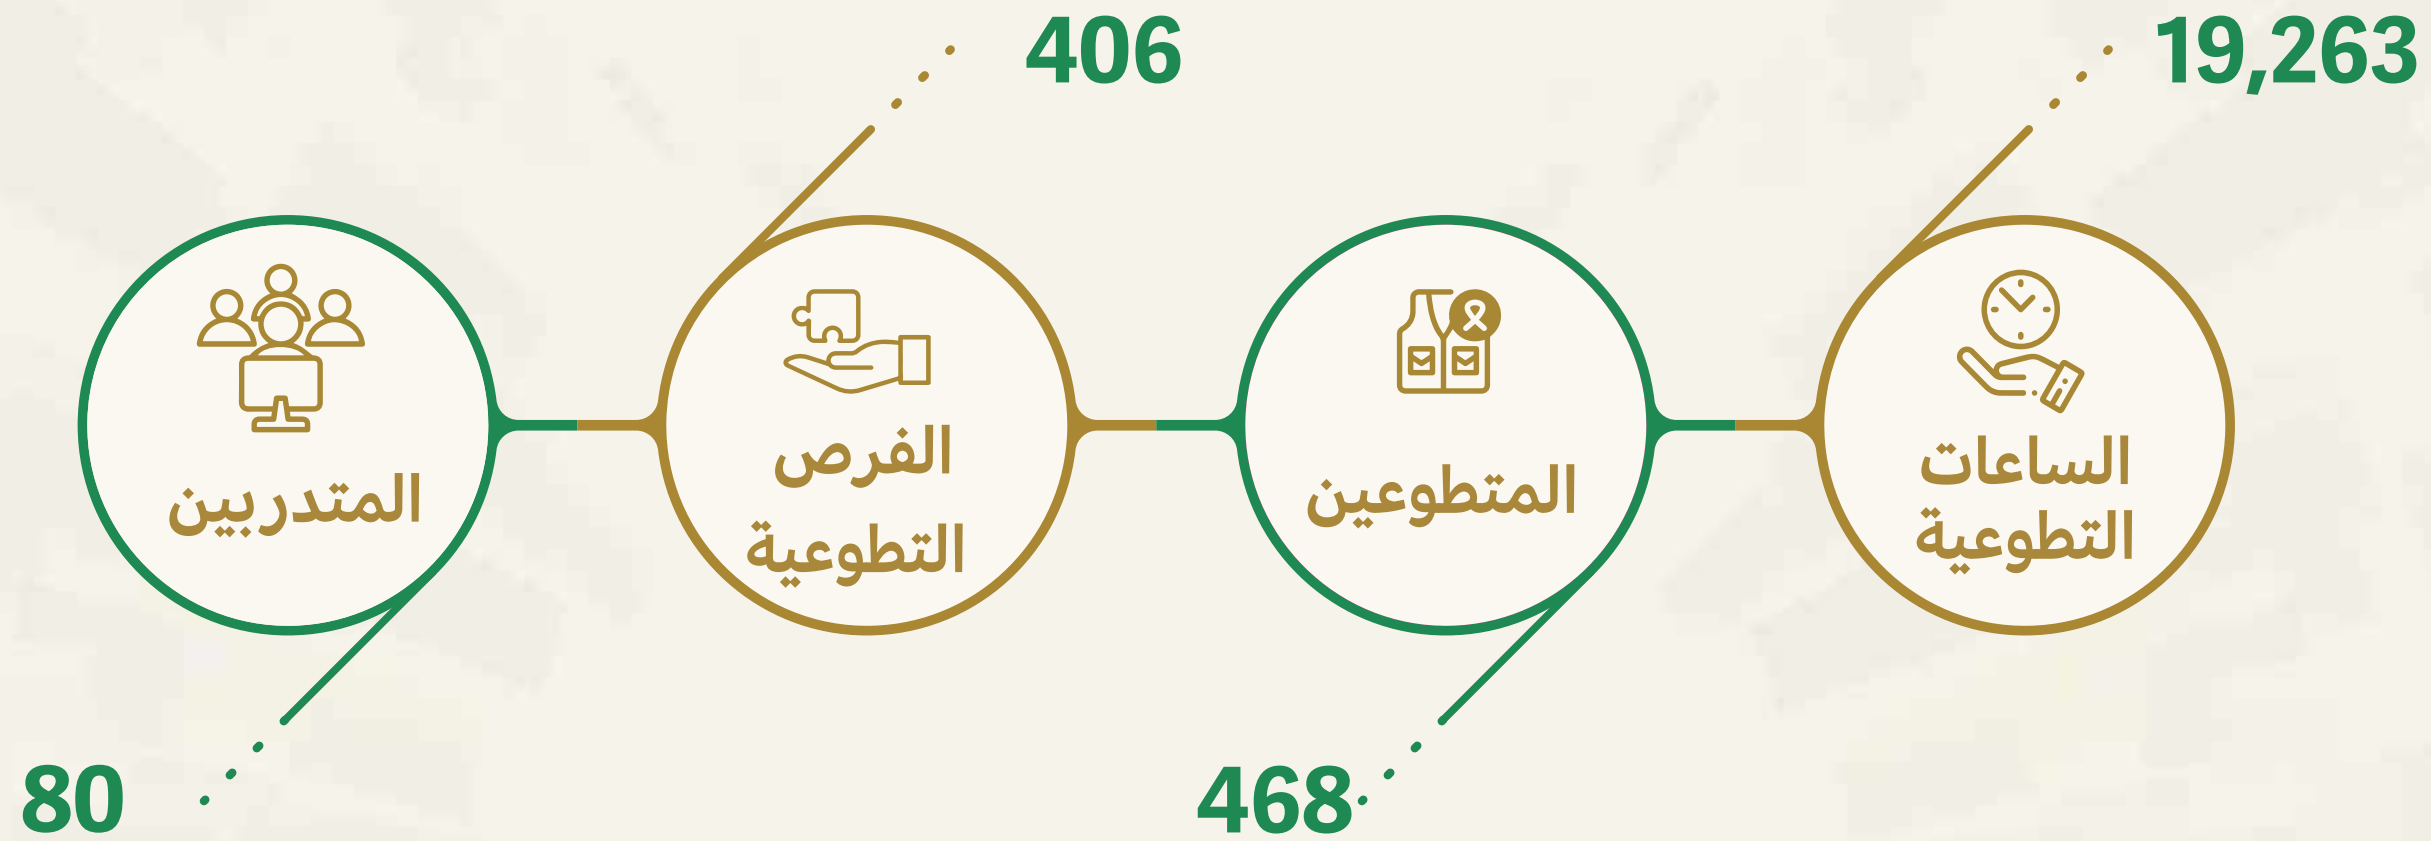 19,263
الساعات
التطوعية
المتطوعين
468
406
الفرص
التطوعية
المتدربين
80